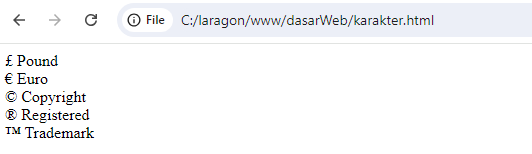 File C:/laragon/www/dasarWeb/karakter.html
£ Pound
€ Euro
© Copyright
® Registered
™ Trademark